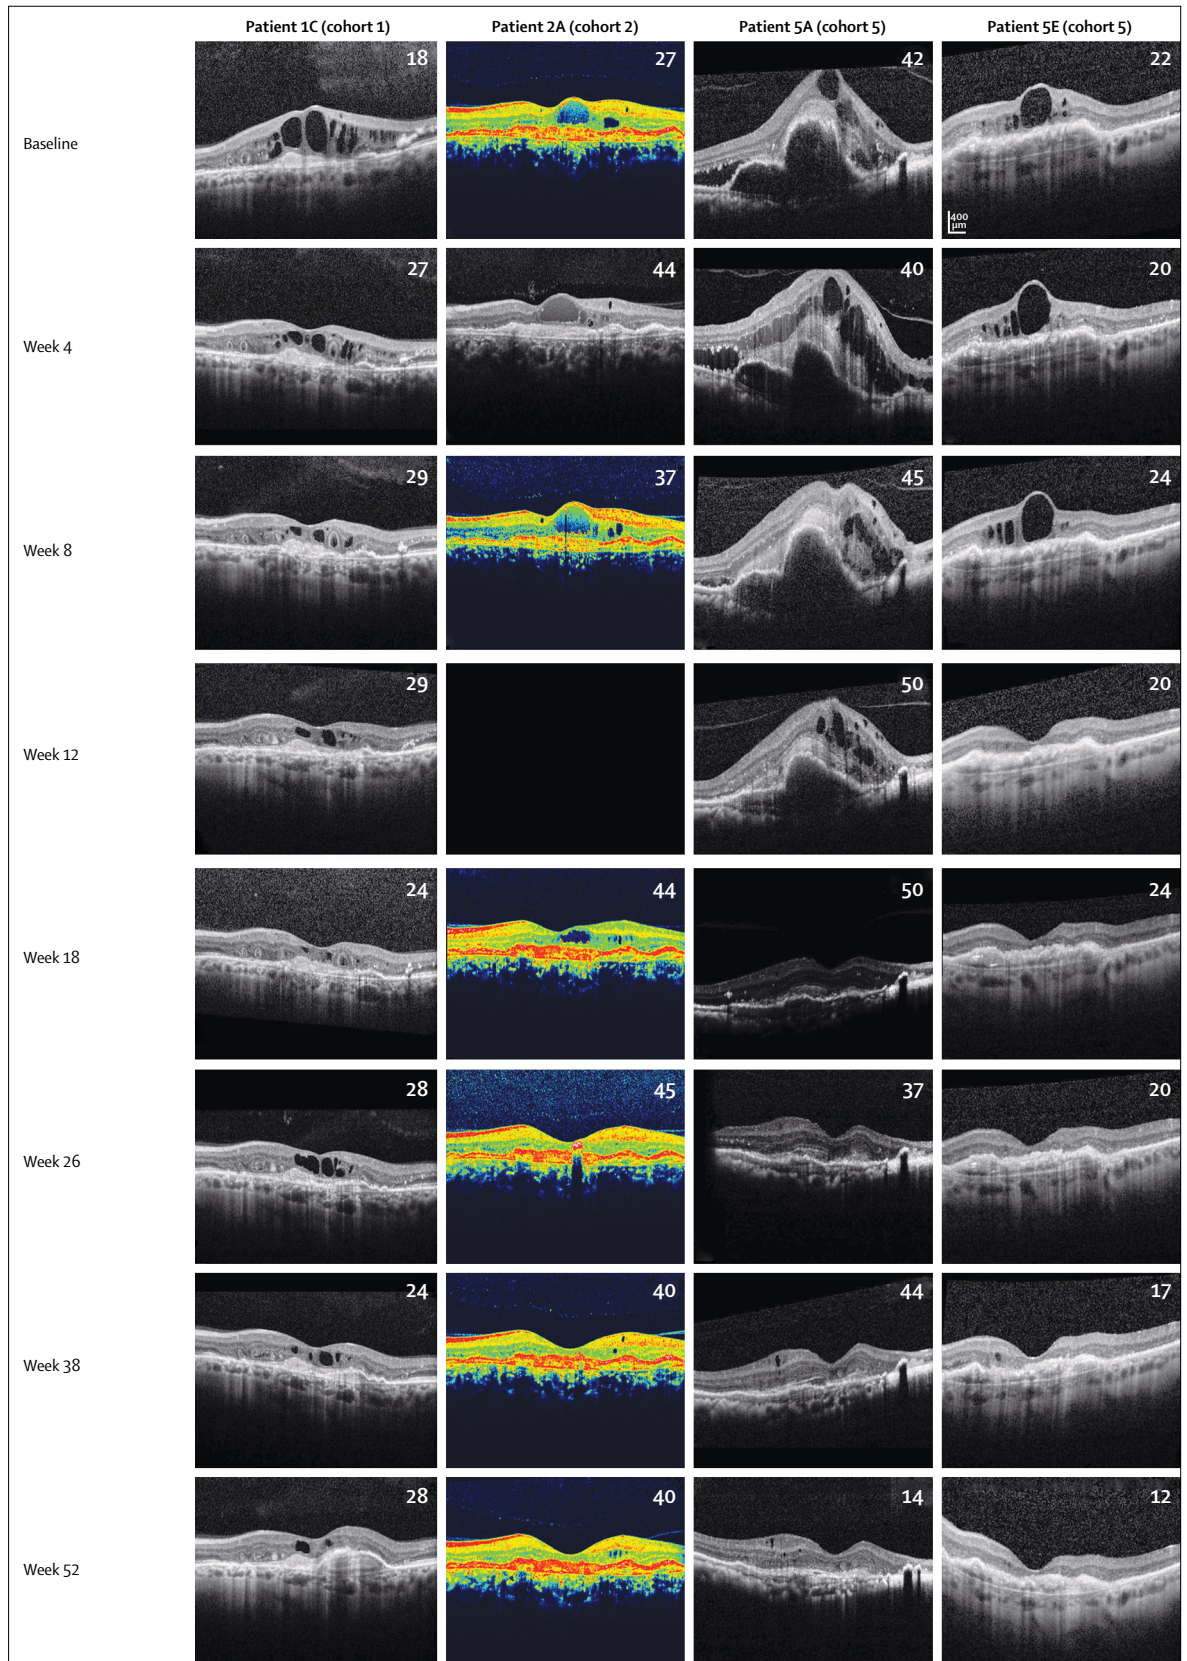 Patient 1C (cohort 1) Patient 2A (cohort 2) Patient 5A (cohort 5) Patient 5E (cohort 5)
Baseline 18 27 42 22
400
µm
Week 4 27 44 40 20
Week 8 29 37 45 24
Week 12 29 50 20
Week 18 24 44 50 24
Week 26 28 45 37 20
Week 38 24 40 44 17
Week 52 28 40 14 12